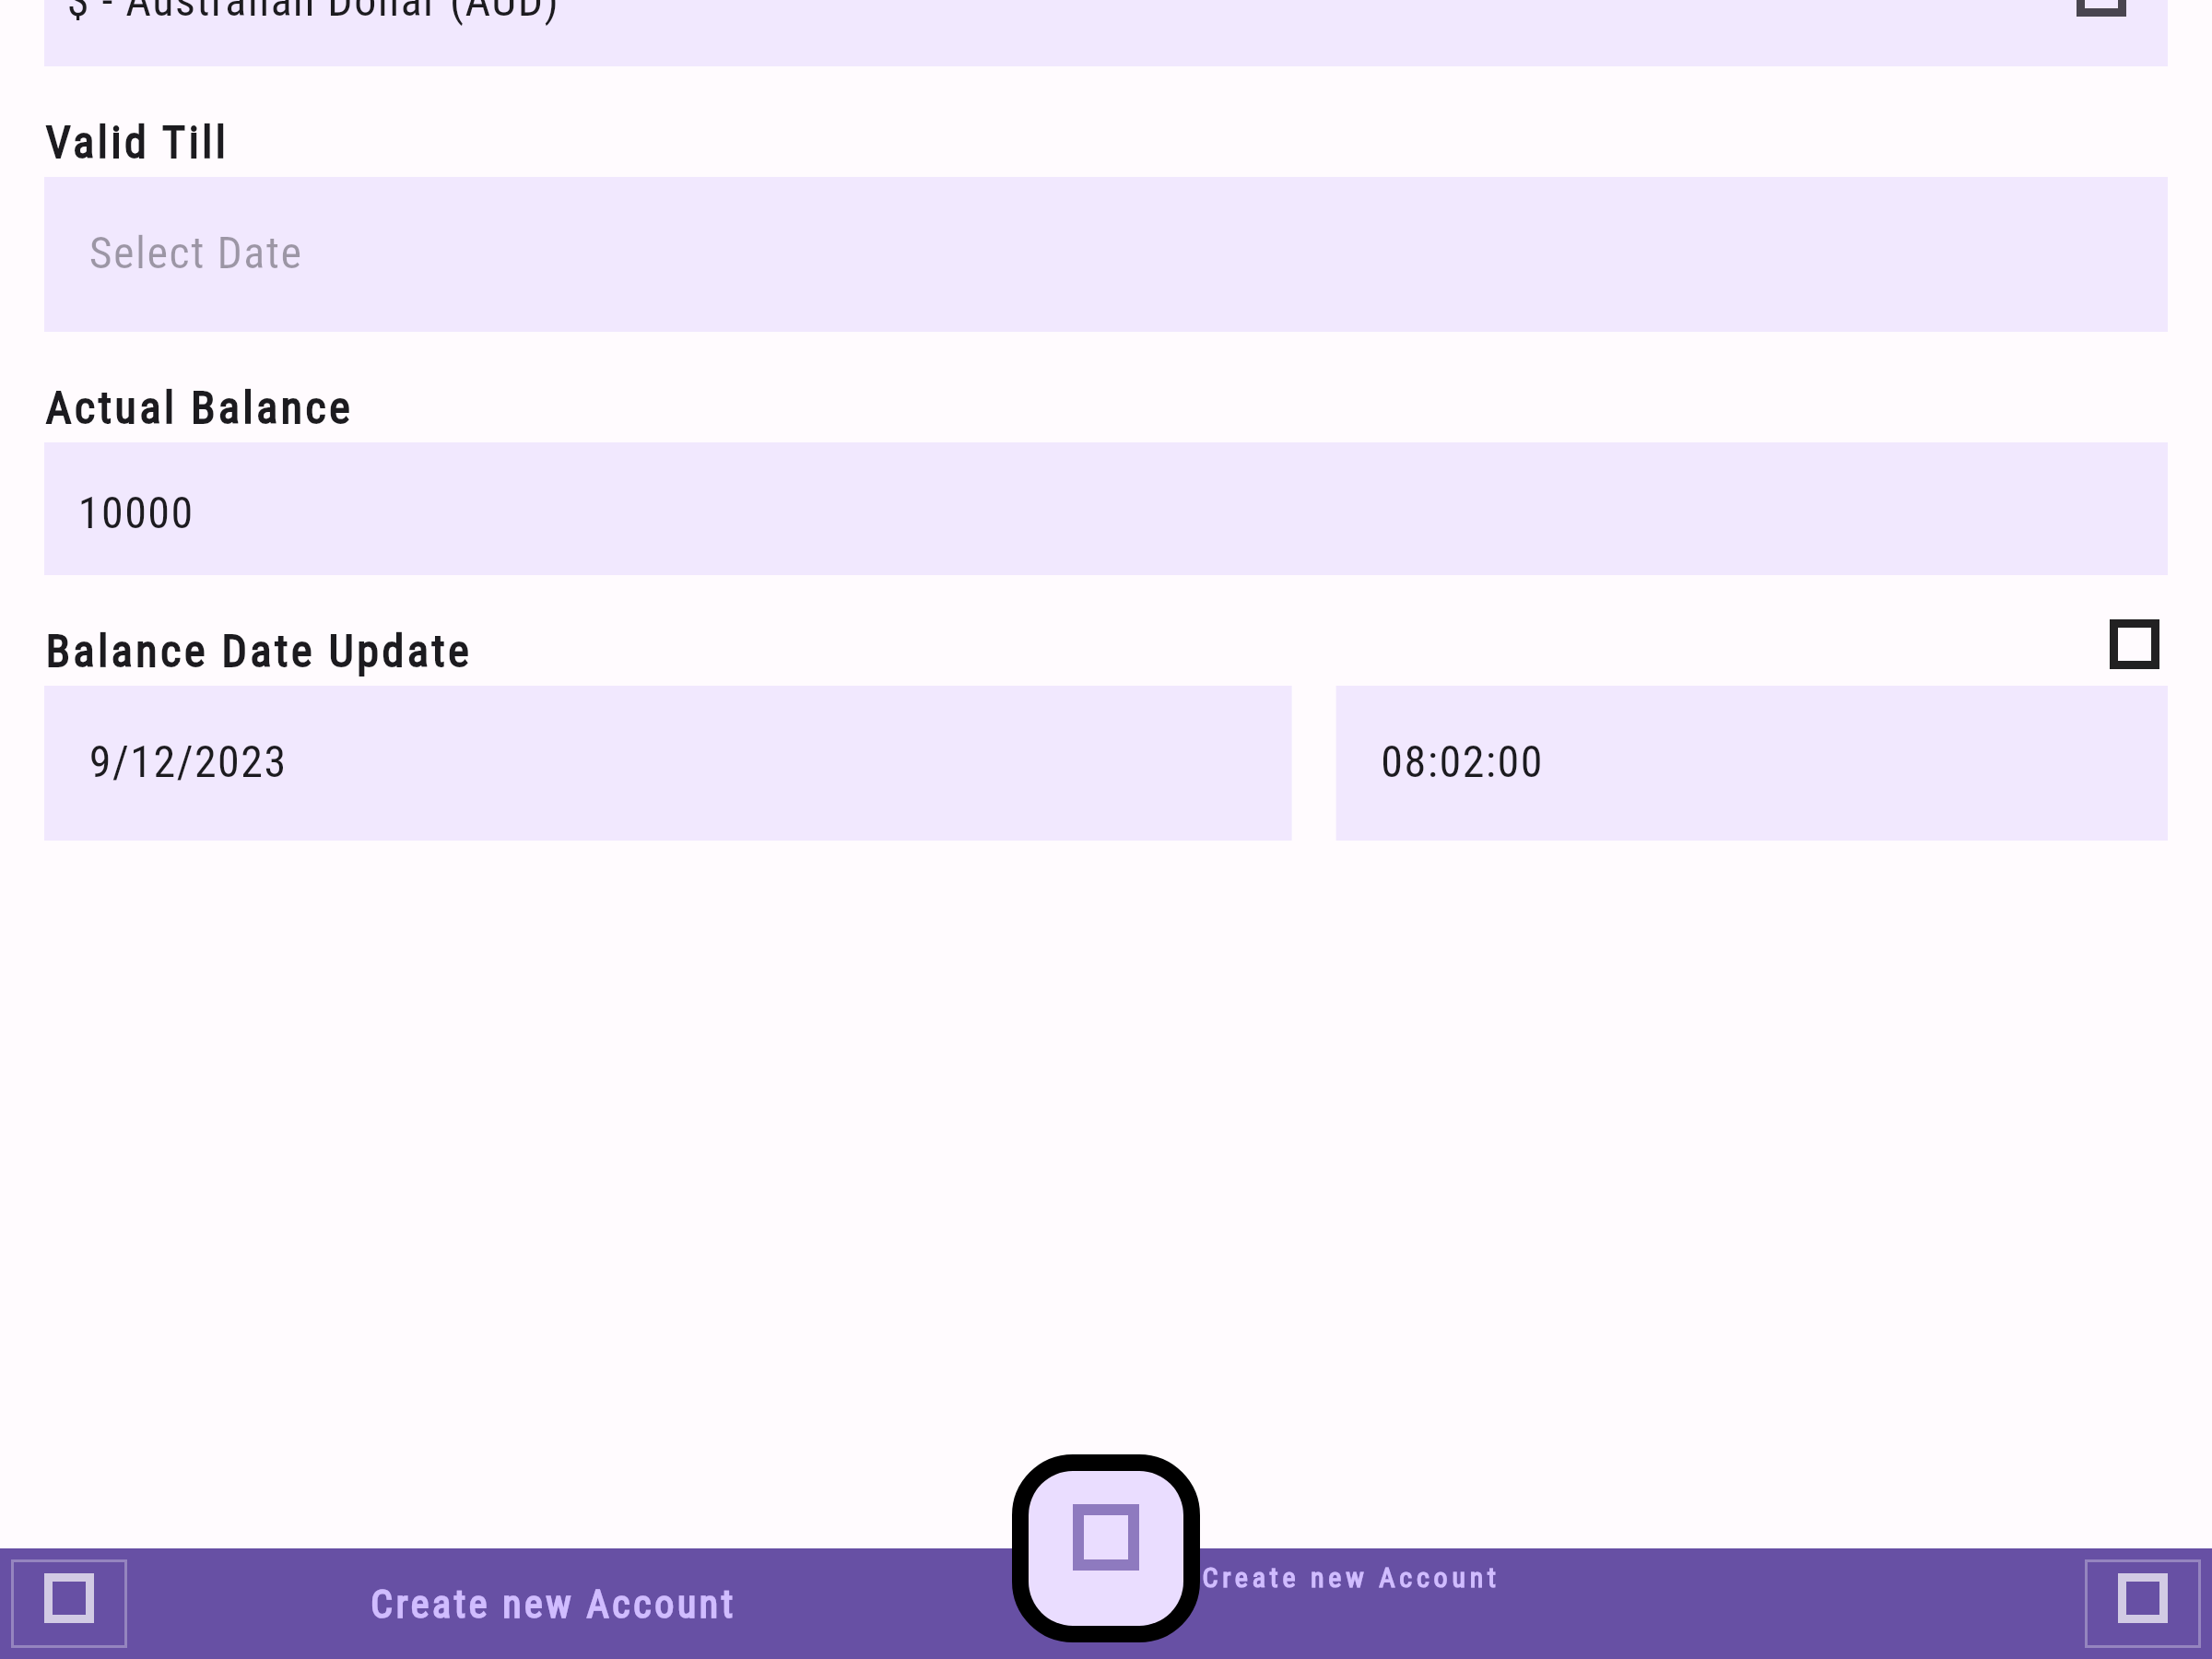 $ - Australian Dollar (AUD)
Valid Till
Select Date
Actual Balance
10000
Balance Date Update
9/12/2023
08:02:00
Create new Account
Create new Account